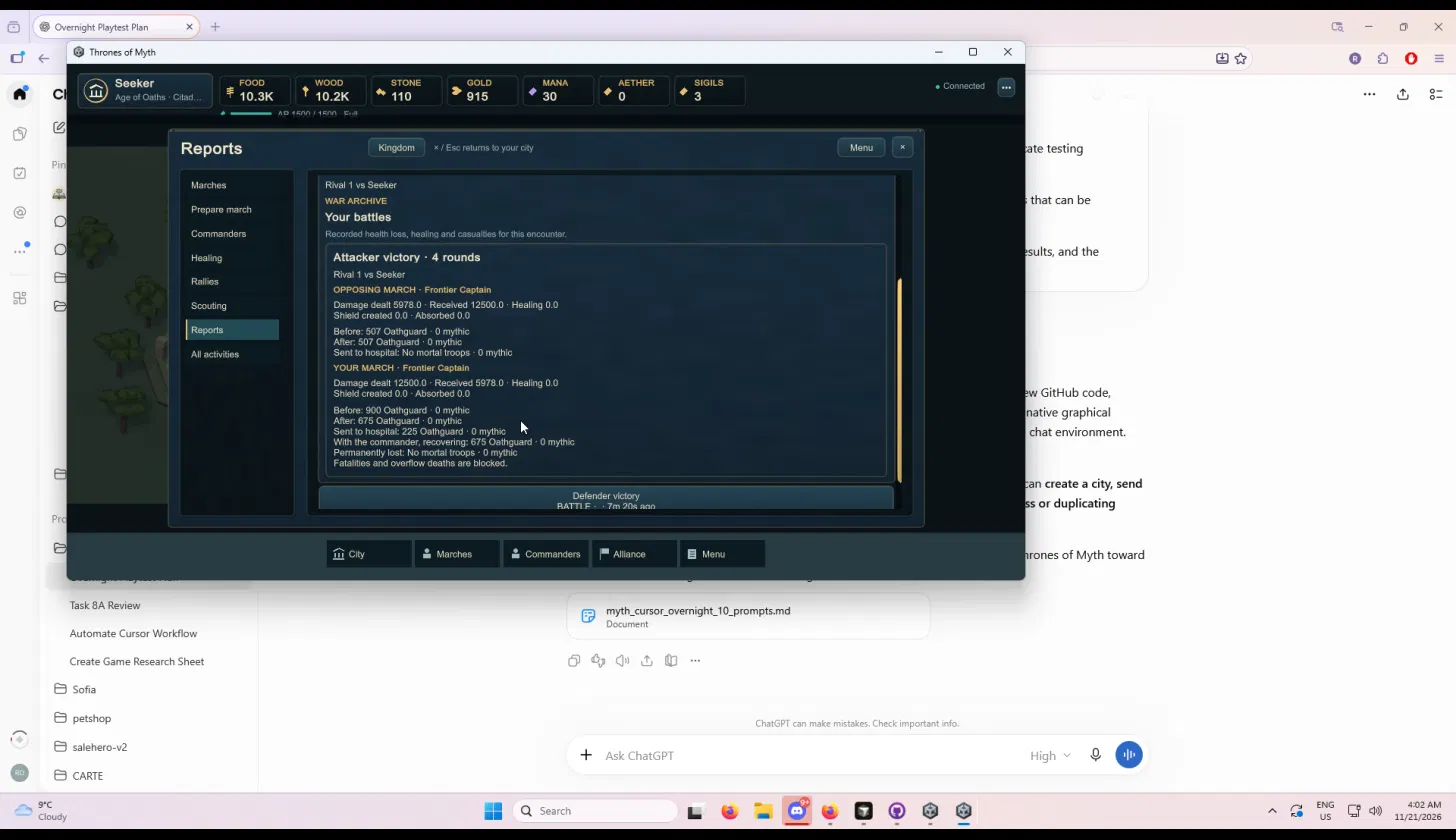 Overnight Playtest Plan
Thrones of Myth
Seeker
Age of Oaths · Citad...
FOOD
10.3K
WOOD
10.2K
STONE
110
GOLD
915
MANA
30
AETHER
0
SIGILS
3
Connected
AP 1500 / 1500 · Full
Reports
Kingdom
× / Esc returns to your city
Menu
Marches
Prepare march
Commanders
Healing
Rallies
Scouting
Reports
All activities
Rival 1 vs Seeker
WAR ARCHIVE
Your battles
Recorded health loss, healing and casualties for this encounter.
Attacker victory · 4 rounds
Rival 1 vs Seeker
OPPOSING MARCH · Frontier Captain
Damage dealt 5978.0 · Received 12500.0 · Healing 0.0
Shield created 0.0 · Absorbed 0.0
Before: 507 Oathguard · 0 mythic
After: 507 Oathguard · 0 mythic
Sent to hospital: No mortal troops · 0 mythic
YOUR MARCH · Frontier Captain
Damage dealt 12500.0 · Received 5978.0 · Healing 0.0
Shield created 0.0 · Absorbed 0.0
Before: 900 Oathguard · 0 mythic
After: 675 Oathguard · 0 mythic
Sent to hospital: 225 Oathguard · 0 mythic
With the commander, recovering: 675 Oathguard · 0 mythic
Permanently lost: No mortal troops · 0 mythic
Fatalities and overflow deaths are blocked.
Defender victory
BATTLE · · 7m 20s ago
City
Marches
Commanders
Alliance
Menu
Ch
Pin
Pro
cate testing
s that can be
esults, and the
ew GitHub code,
native graphical
chat environment.
can create a city, send
ss or duplicating
hrones of Myth toward
Overnight Playtest Plan
Task 8A Review
Automate Cursor Workflow
Create Game Research Sheet
Sofia
petshop
salehero-v2
CARTE
RD
myth_cursor_overnight_10_prompts.md
Document
ChatGPT can make mistakes. Check important info.
Ask ChatGPT
High
9°C
Cloudy
Search
9+
ENG
US
4:02 AM
11/21/2026